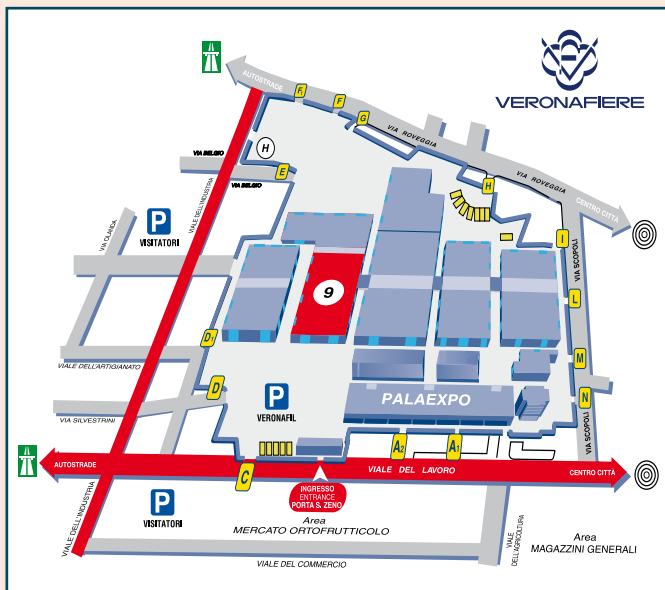 VERONAFIERE
AUTOSTRADE
F1
F
G
VIA ROVEGGIA
H
VIA BELGIO
E
VIA BELGIO
H
VIA ROVEGGIA
CENTRO CITTÀ
P
VISITATORI
VIA OLANDA
VIALE DELL'INDUSTRIA
I
VIA SCOPOLI
9
L
D1
M
VIALE DELL'ARTIGIANATO
D
P
VERONAFIL
PALAEXPO
N
VIA SILVESTRINI
VIA SCOPOLI
A2
A1
AUTOSTRADE
C
VIALE DEL LAVORO
CENTRO CITTÀ
INGRESSO
ENTRANCE
PORTA S. ZENO
P
VISITATORI
VIALE DELL'INDUSTRIA
Area
MERCATO ORTOFRUTTICOLO
VIALE
DELL'AGRICOLTURA
Area
MAGAZZINI GENERALI
VIALE DEL COMMERCIO